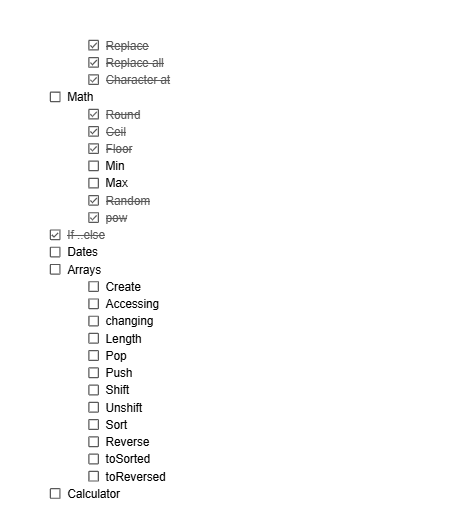 Replace
Replace all
Character at
Math
Round
Ceil
Floor
Min
Max
Random
pow
If ..else
Dates
Arrays
Create
Accessing
changing
Length
Pop
Push
Shift
Unshift
Sort
Reverse
toSorted
toReversed
Calculator